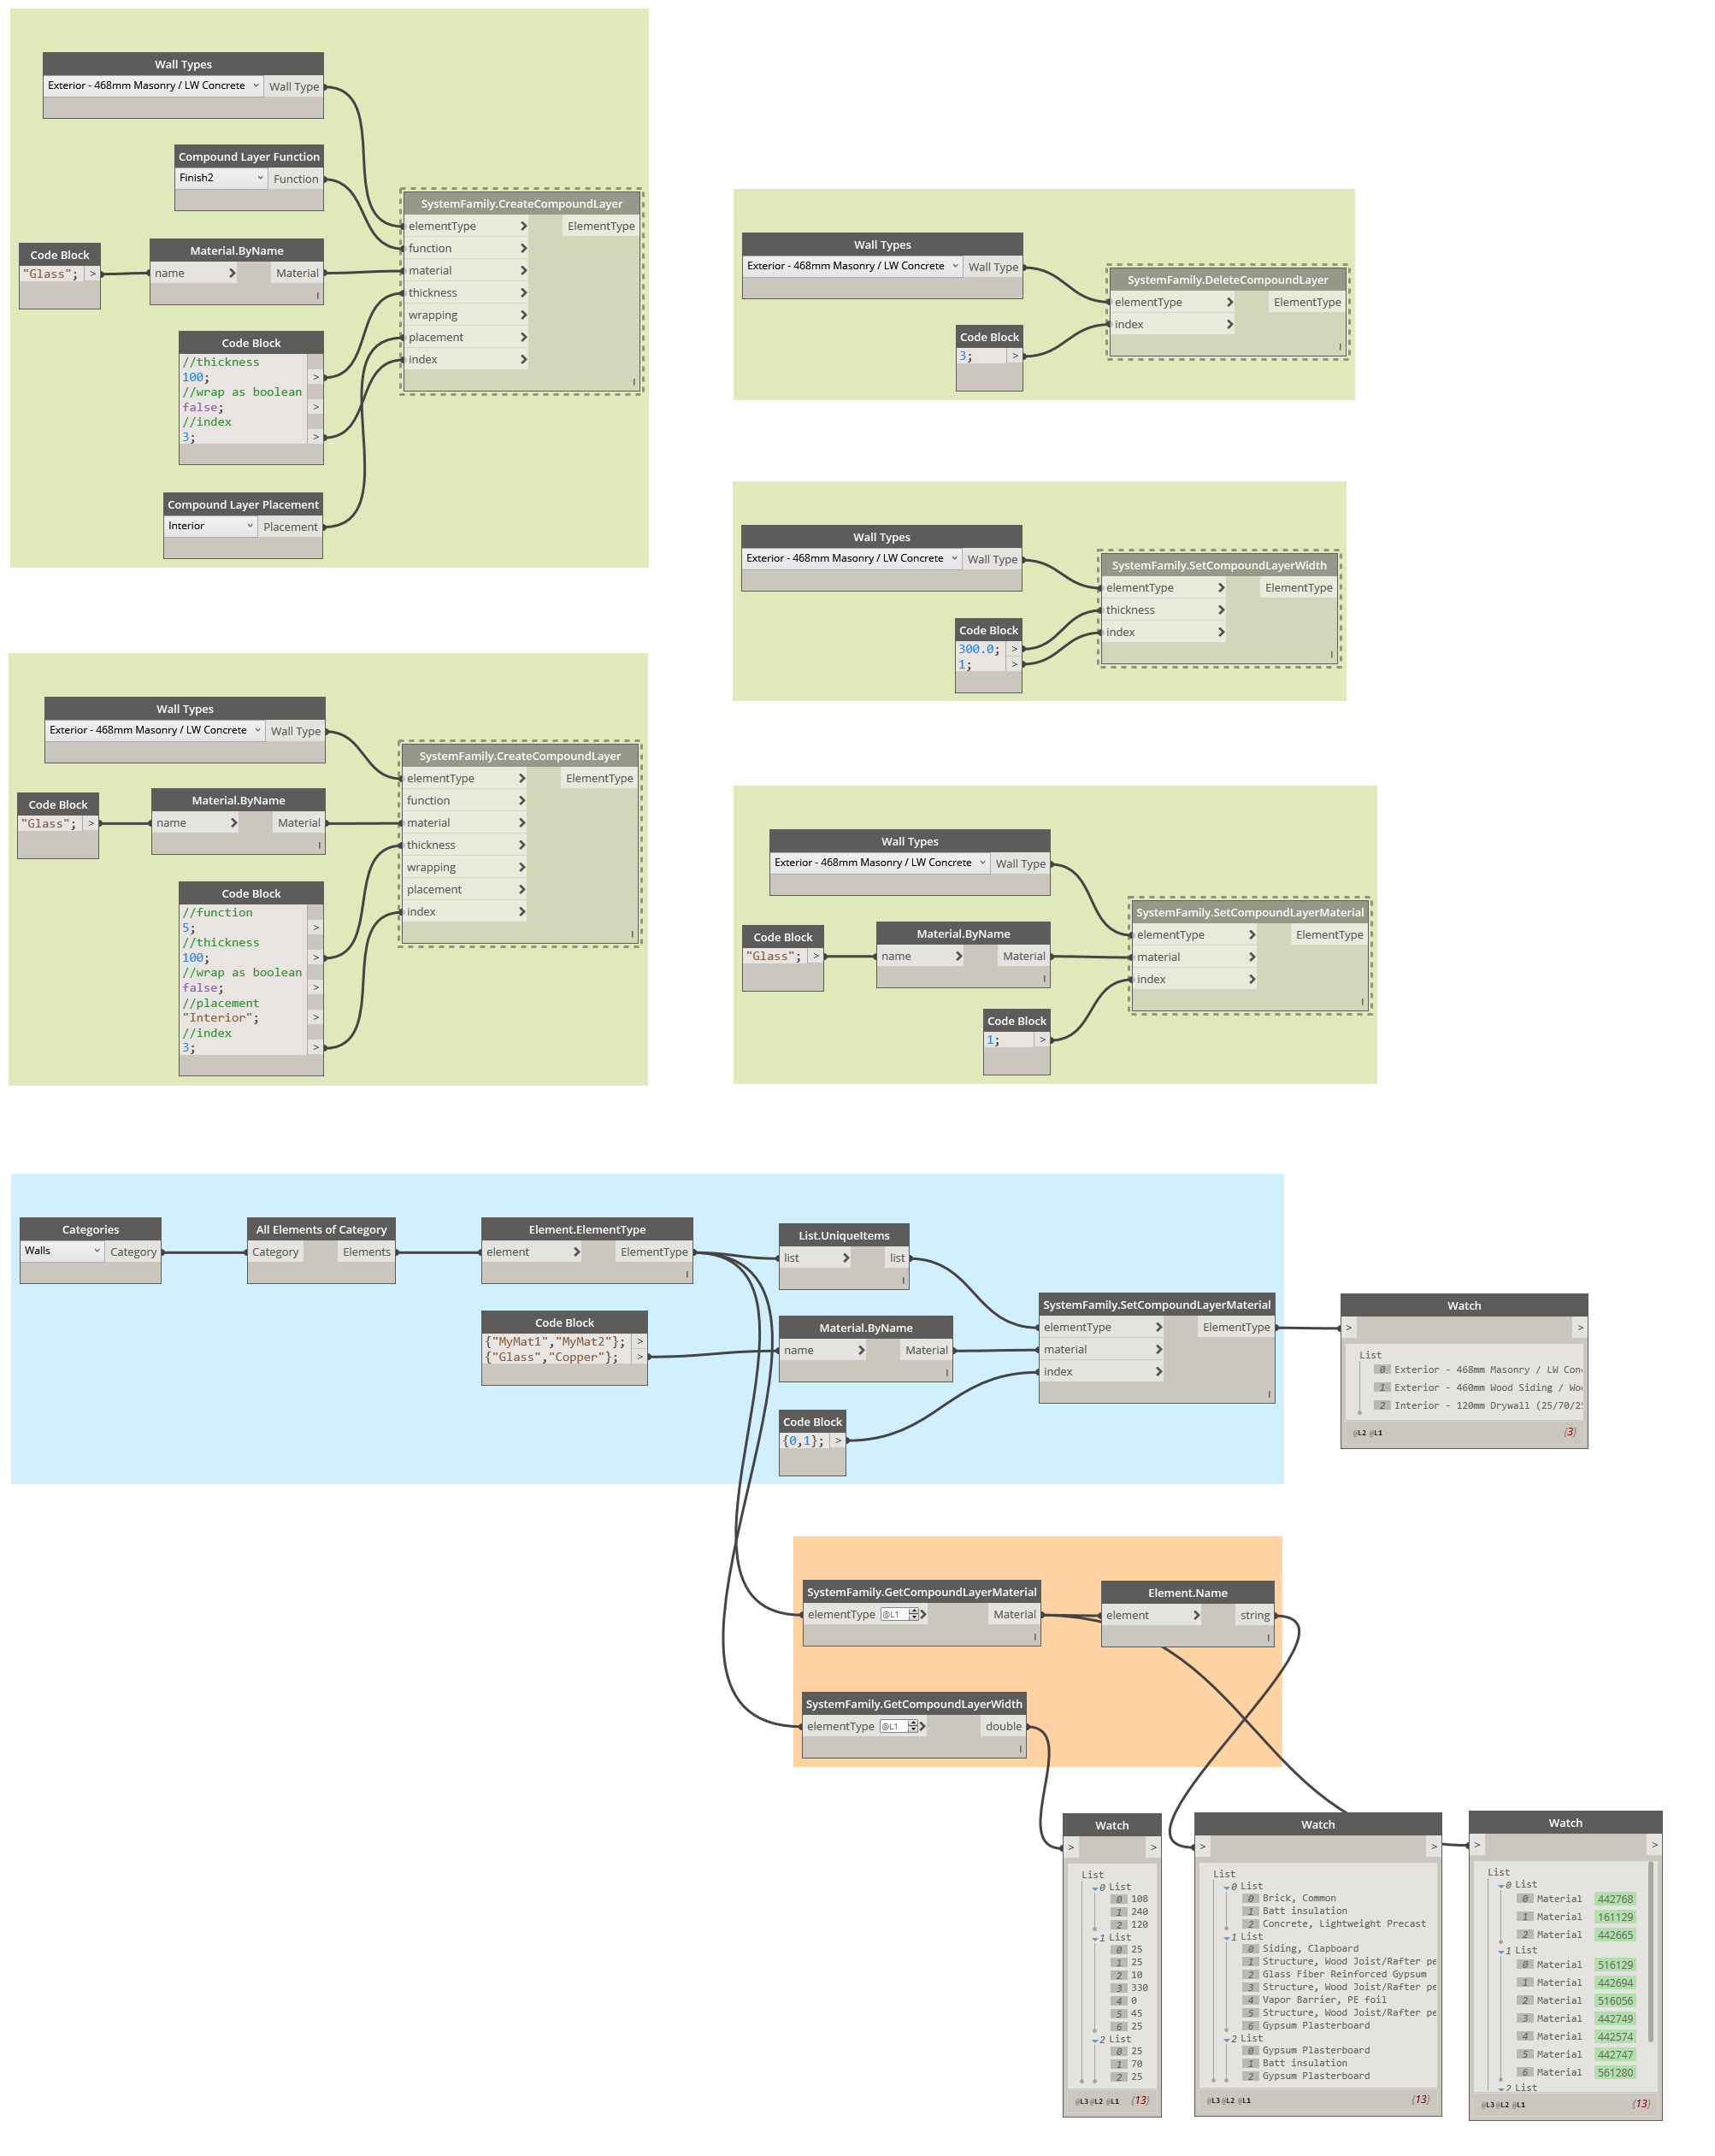 Wall Types
Exterior - 468mm Masonry / LW Concrete
Wall Type
Compound Layer Function
Finish2
Function
Code Block
"Glass"; >
Material.ByName
name
Material
Code Block
//thickness
100; >
//wrap as boolean
false; >
//index
3; >
Compound Layer Placement
Interior
Placement
SystemFamily.CreateCompoundLayer
elementType
ElementType
function
material
thickness
wrapping
placement
index
Wall Types
Exterior - 468mm Masonry / LW Concrete
Wall Type
Code Block
3; >
SystemFamily.DeleteCompoundLayer
elementType
ElementType
index
Wall Types
Exterior - 468mm Masonry / LW Concrete
Wall Type
Code Block
300.0; >
1; >
SystemFamily.SetCompoundLayerWidth
elementType
ElementType
thickness
index
Wall Types
Exterior - 468mm Masonry / LW Concrete
Wall Type
Code Block
"Glass"; >
Material.ByName
name
Material
Code Block
//function
5; >
//thickness
100; >
//wrap as boolean
false; >
//placement
"Interior"; >
//index
3; >
SystemFamily.CreateCompoundLayer
elementType
ElementType
function
material
thickness
wrapping
placement
index
Wall Types
Exterior - 468mm Masonry / LW Concrete
Wall Type
Code Block
"Glass"; >
Material.ByName
name
Material
Code Block
1; >
SystemFamily.SetCompoundLayerMaterial
elementType
ElementType
material
index
Categories
Walls
Category
All Elements of Category
Category
Elements
Element.ElementType
element
ElementType
List.UniqueItems
list
list
Code Block
{"MyMat1","MyMat2"}; >
{"Glass","Copper"}; >
Material.ByName
name
Material
Code Block
{0,1}; >
SystemFamily.SetCompoundLayerMaterial
elementType
ElementType
material
index
Watch
> >
List
0 Exterior - 468mm Masonry / LW Con
1 Exterior - 460mm Wood Siding / Wo
2 Interior - 120mm Drywall (25/70/2
@L2 @L1 {3}
SystemFamily.GetCompoundLayerMaterial
elementType @L1
Material
Element.Name
element
string
SystemFamily.GetCompoundLayerWidth
elementType @L1
double
Watch
> >
List
0 List
0 108
1 240
2 120
1 List
0 25
1 25
2 10
3 330
4 0
5 45
6 25
2 List
0 25
1 70
2 25
@L3 @L2 @L1 {13}
Watch
> >
List
0 List
0 Brick, Common
1 Batt insulation
2 Concrete, Lightweight Precast
1 List
0 Siding, Clapboard
1 Structure, Wood Joist/Rafter pe
2 Glass Fiber Reinforced Gypsum
3 Structure, Wood Joist/Rafter pe
4 Vapor Barrier, PE foil
5 Structure, Wood Joist/Rafter pe
6 Gypsum Plasterboard
2 List
0 Gypsum Plasterboard
1 Batt insulation
2 Gypsum Plasterboard
@L3 @L2 @L1 {13}
Watch
> >
List
0 List
0 Material 442768
1 Material 161129
2 Material 442665
1 List
0 Material 516129
1 Material 442694
2 Material 516056
3 Material 442749
4 Material 442574
5 Material 442747
6 Material 561280
2 List
@L3 @L2 @L1 {13}